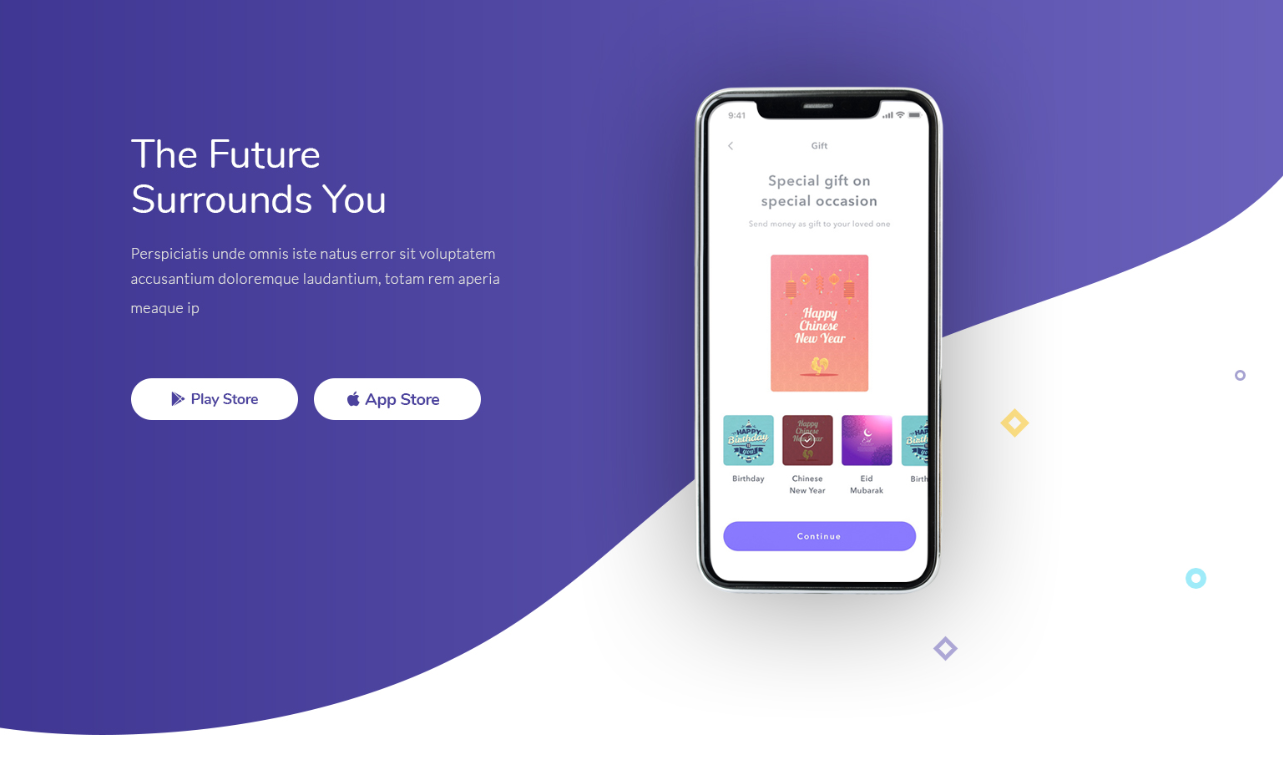 The Future
Surrounds You
Perspiciatis unde omnis iste natus error sit voluptatem
accusantium doloremque laudantium, totam rem aperia
meaque ip
Play Store
App Store
9:41
Gift
Special gift on
special occasion
Send money as gift to your loved one
Happy
Chinese
New Year
HAPPY
Birthday
HAPPY
Birthday
Happy
Chinese
New Year
Birthday
Chinese
New Year
Eid
Mubarak
Birth
Continue